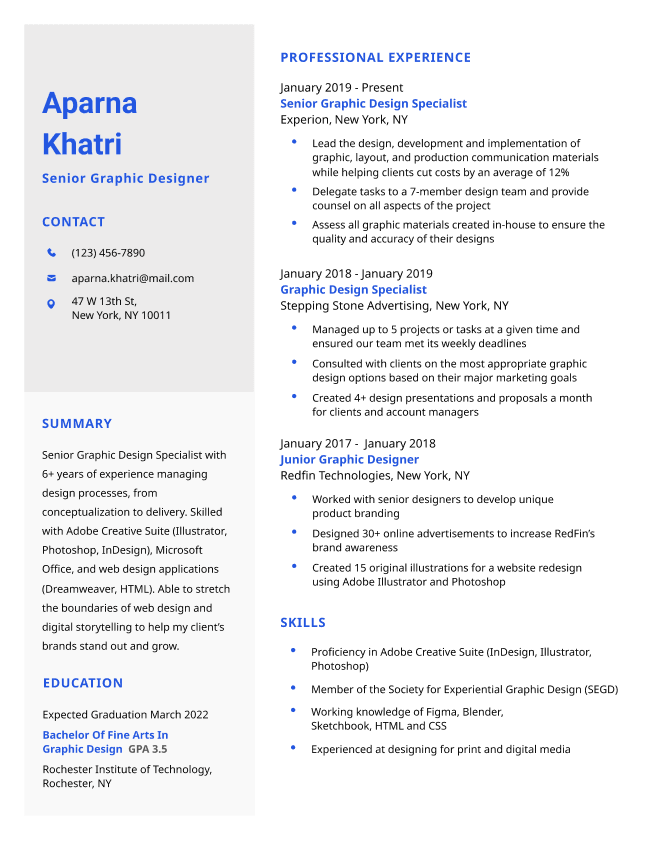 Aparna
Khatri
Senior Graphic Designer
CONTACT
(123) 456-7890
aparna.khatri@mail.com
47 W 13th St,
New York, NY 10011
SUMMARY
Senior Graphic Design Specialist with
6+ years of experience managing
design processes, from
conceptualization to delivery. Skilled
with Adobe Creative Suite (Illustrator,
Photoshop, InDesign), Microsoft
Office, and web design applications
(Dreamweaver, HTML). Able to stretch
the boundaries of web design and
digital storytelling to help my client’s
brands stand out and grow.
EDUCATION
Expected Graduation March 2022
Bachelor Of Fine Arts In
Graphic Design GPA 3.5
Rochester Institute of Technology,
Rochester, NY
PROFESSIONAL EXPERIENCE
January 2019 - Present
Senior Graphic Design Specialist
Experion, New York, NY
• Lead the design, development and implementation of
graphic, layout, and production communication materials
while helping clients cut costs by an average of 12%
• Delegate tasks to a 7-member design team and provide
counsel on all aspects of the project
• Assess all graphic materials created in-house to ensure the
quality and accuracy of their designs
January 2018 - January 2019
Graphic Design Specialist
Stepping Stone Advertising, New York, NY
• Managed up to 5 projects or tasks at a given time and
ensured our team met its weekly deadlines
• Consulted with clients on the most appropriate graphic
design options based on their major marketing goals
• Created 4+ design presentations and proposals a month
for clients and account managers
January 2017 - January 2018
Junior Graphic Designer
Redfin Technologies, New York, NY
• Worked with senior designers to develop unique
product branding
• Designed 30+ online advertisements to increase RedFin’s
brand awareness
• Created 15 original illustrations for a website redesign
using Adobe Illustrator and Photoshop
SKILLS
• Proficiency in Adobe Creative Suite (InDesign, Illustrator,
Photoshop)
• Member of the Society for Experiential Graphic Design (SEGD)
• Working knowledge of Figma, Blender,
Sketchbook, HTML and CSS
• Experienced at designing for print and digital media